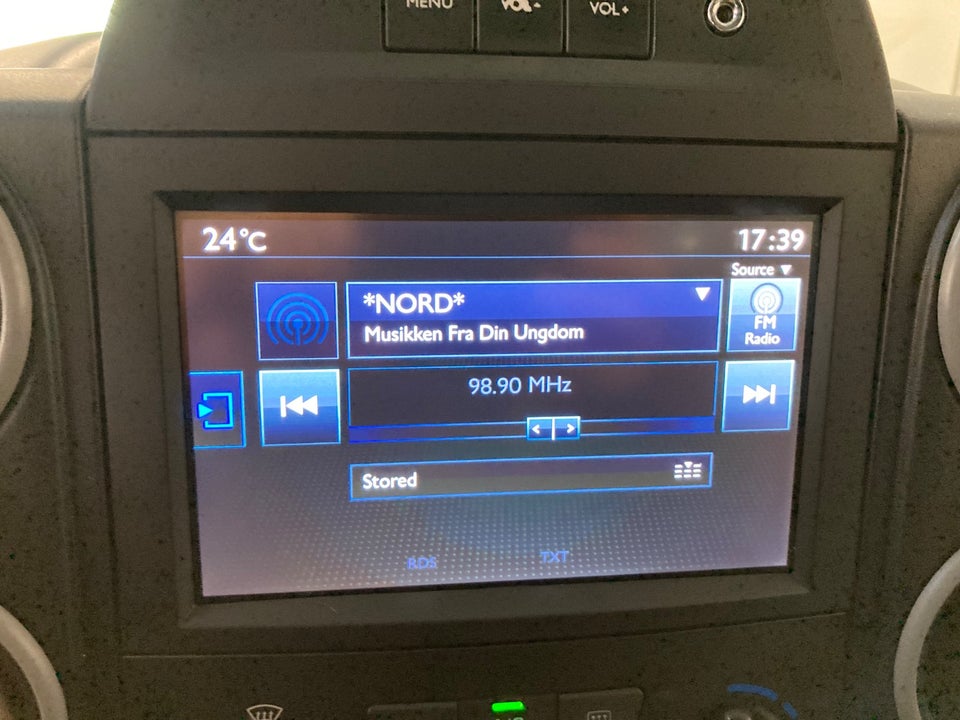 MENU VOL- VOL+
24°C 17:39
Source
*NORD*
Musikken Fra Din Ungdom
FM
Radio
98.90 MHz
Stored
RDS TXT